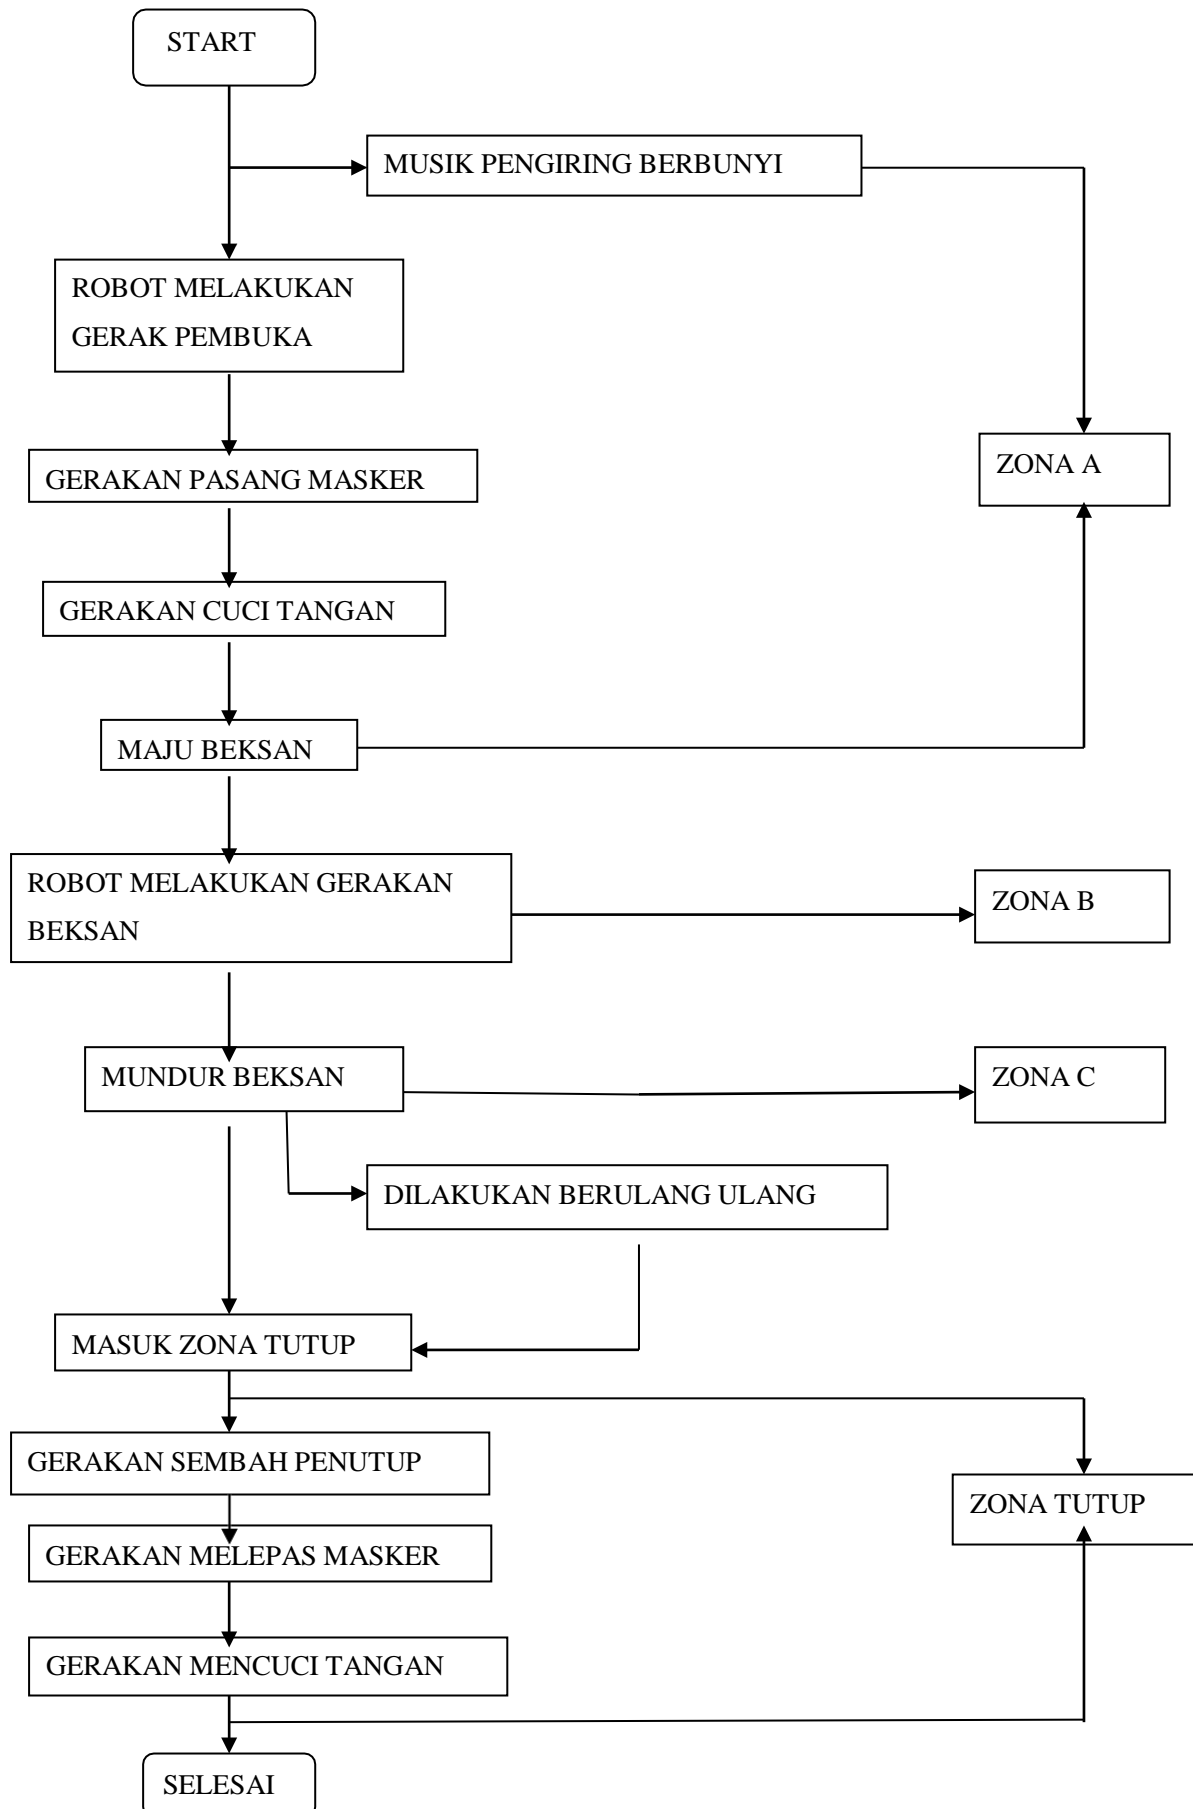 START
MUSIK PENGIRING BERBUNYI
ROBOT MELAKUKAN
GERAK PEMBUKA
ZONA A
GERAKAN PASANG MASKER
GERAKAN CUCI TANGAN
MAJU BEKSAN
ROBOT MELAKUKAN GERAKAN
BEKSAN
ZONA B
MUNDUR BEKSAN
ZONA C
DILAKUKAN BERULANG ULANG
MASUK ZONA TUTUP
GERAKAN SEMBAH PENUTUP
ZONA TUTUP
GERAKAN MELEPAS MASKER
GERAKAN MENCUCI TANGAN
SELESAI